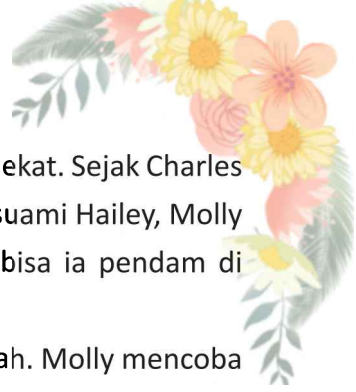 ekat. Sejak Charles
suami Hailey, Molly
bisa ia pendam di
ah. Molly mencoba